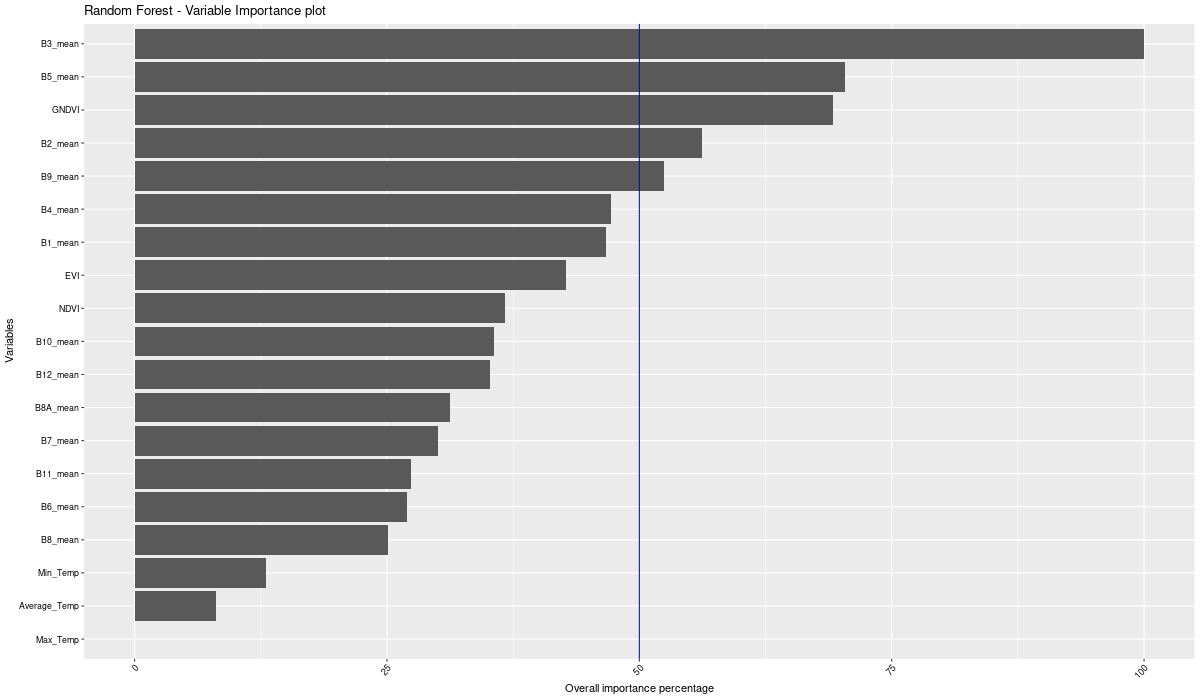 Random Forest - Variable Importance plot
B3_mean
B5_mean
GNDVI
B2_mean
B9_mean
B4_mean
B1_mean
EVI
NDVI
B10_mean
B12_mean
B8A_mean
B7_mean
B11_mean
B6_mean
B8_mean
Min_Temp
Average_Temp
Max_Temp
Variables
0
25
50
75
100
Overall importance percentage